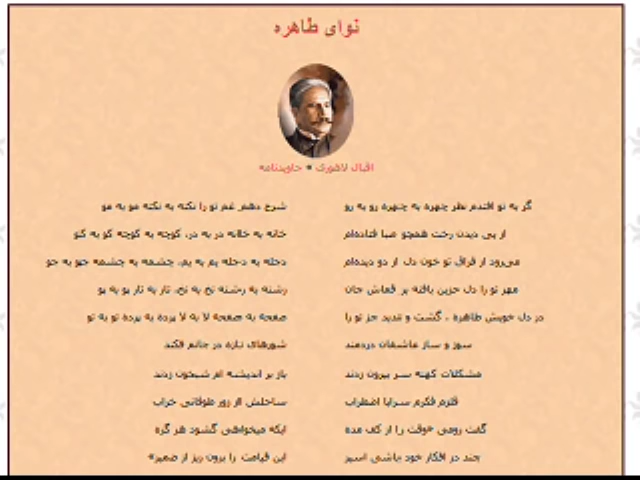 نوای طاهره
اقبال لاهوری * جاویدنامه
گر به تو افتدم نظر چهره به چهره رو به رو شرح دهم غم تو را نکته به نکته مو به مو
از پی دیدن رخت همچو صبا فتاده‌ام خانه به خانه در به در، کوچه به کوچه کو به کو
می‌رود از فراق تو خون دل از دو دیده‌ام دجله به دجله یم به یم، چشمه به چشمه جو به جو
مهر تو را دل حزین بافته بر قماش جان رشته به رشته نخ به نخ، تار به تار پو به پو
در دل خویش طاهره ، گشت و ندید جز تو را صفحه به صفحه لا به لا پرده به پرده تو به تو
سوز و ساز عاشقان دردمند شورهای تازه در جانم فکند
مشکلات کهنه سر بیرون زدند باز بر اندیشه ام شبخون زدند
قلزم فکرم سراپا اضطراب ساحلش از زور طوفانی خراب
گفت رومی «وقت را از کف مده ایکه میخواهی گشود هر گره
چند در افکار خود باشی اسیر این قیامت را برون ریز از ضمیر»